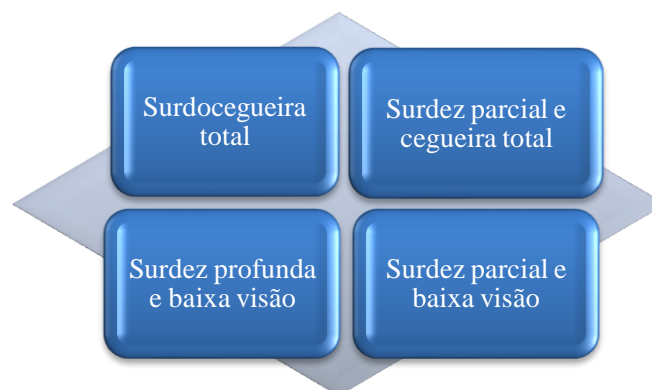 Surdocegueira
total
Surdez parcial e
cegueira total
Surdez profunda
e baixa visão
Surdez parcial e
baixa visão